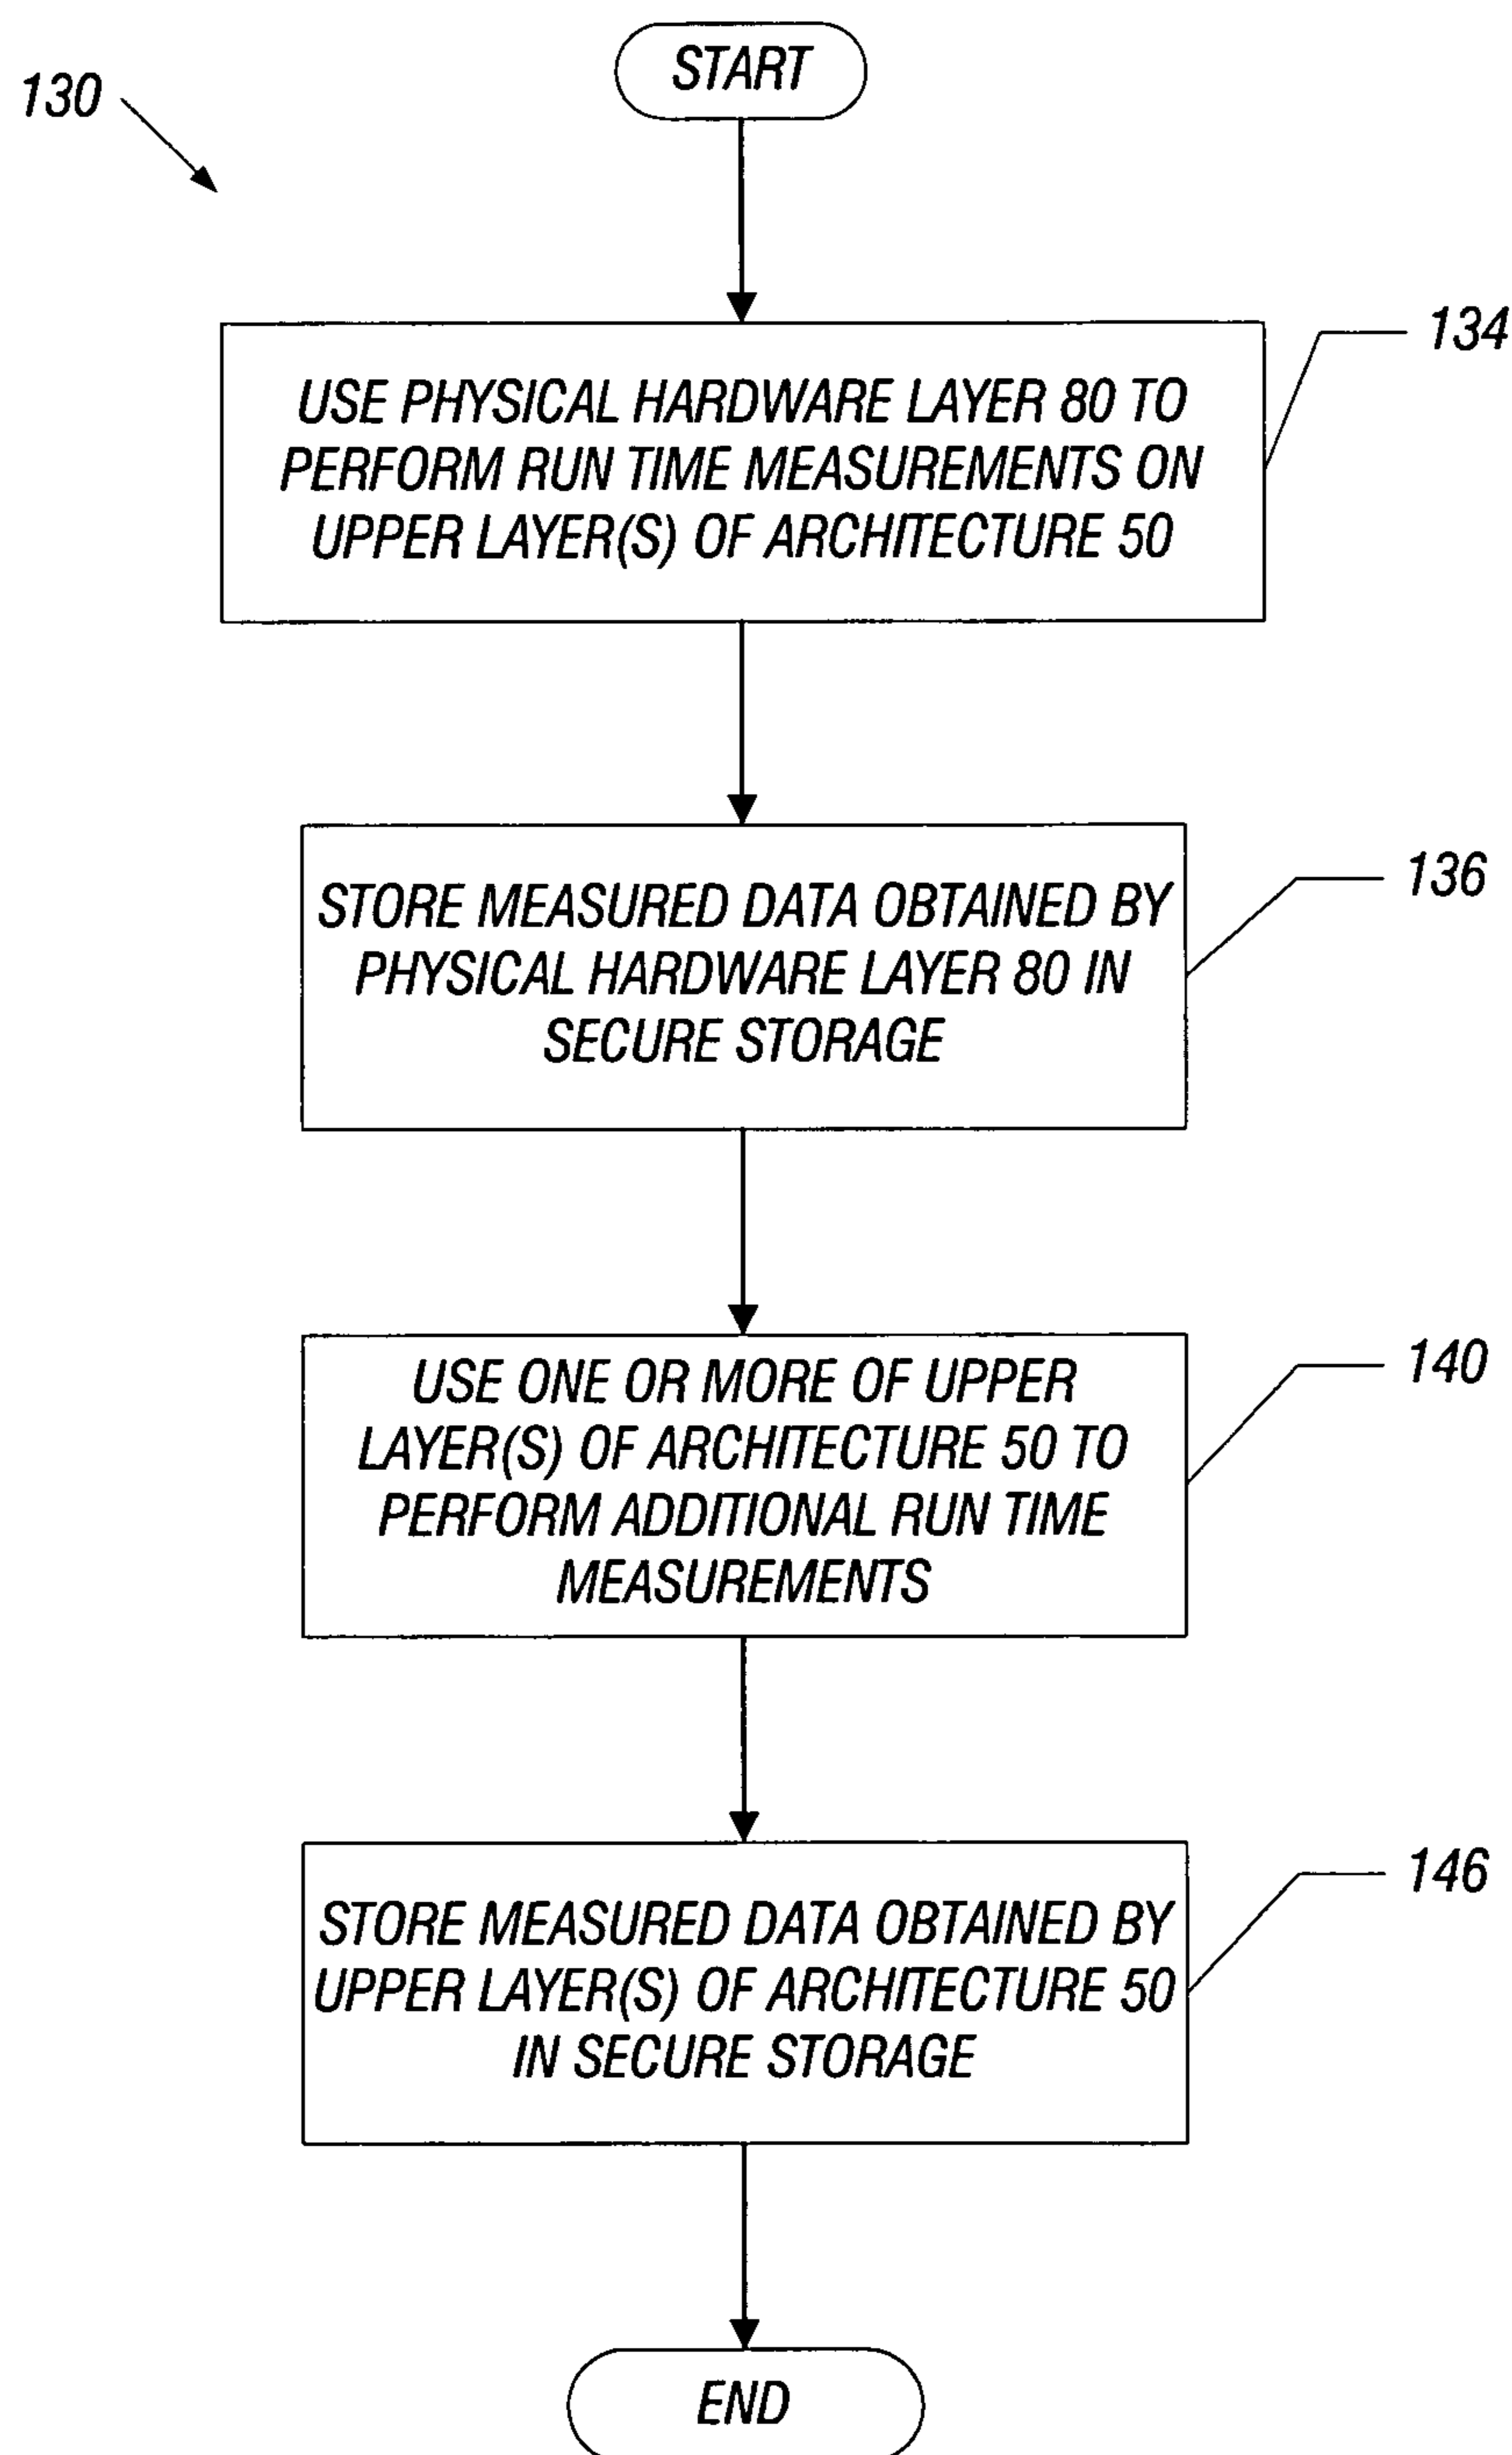 START
130
134
USE PHYSICAL HARDWARE LAYER 80 TO
PERFORM RUN TIME MEASUREMENTS ON
UPPER LAYER(S) OF ARCHITECTURE 50
136
STORE MEASURED DATA OBTAINED BY
PHYSICAL HARDWARE LAYER 80 IN
SECURE STORAGE
140
USE ONE OR MORE OF UPPER
LAYER(S) OF ARCHITECTURE 50 TO
PERFORM ADDITIONAL RUN TIME
MEASUREMENTS
146
STORE MEASURED DATA OBTAINED BY
UPPER LAYER(S) OF ARCHITECTURE 50
IN SECURE STORAGE
END